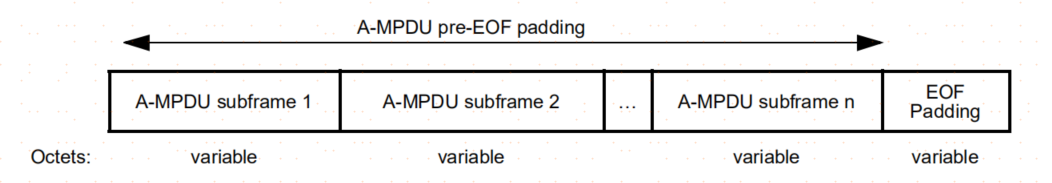 A-MPDU pre-EOF padding
A-MPDU subframe 1 A-MPDU subframe 2 ... A-MPDU subframe n EOF Padding
Octets: variable variable variable variable